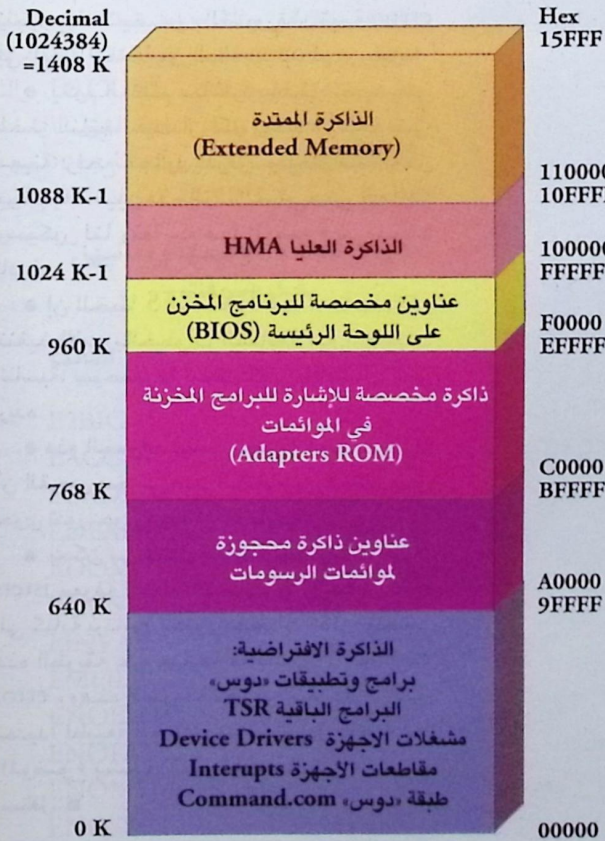 Decimal
(1024384)
=1408 K
Hex
15FFF
الذاكرة الممتدة
(Extended Memory)
1088 K-1
110000
10FFF
الذاكرة العليا HMA
1024 K-1
100000
FFFFF
عناوين مخصصة للبرنامج المخزن
على اللوحة الرئيسة (BIOS)
960 K
F0000
EFFFF
ذاكرة مخصصة للإشارة للبرامج المخزنة
في الموائمات
(Adapters ROM)
768 K
C0000
BFFFF
عناوين ذاكرة محجوزة
لموائمات الرسومات
640 K
A0000
9FFFF
الذاكرة الافتراضية:
برامج وتطبيقات «دوس»
البرامج الباقية TSR
مشغلات الاجهزة Device Drivers
مقاطعات الأجهزة Interupts
طبقة «دوس» Command.com
0 K
00000